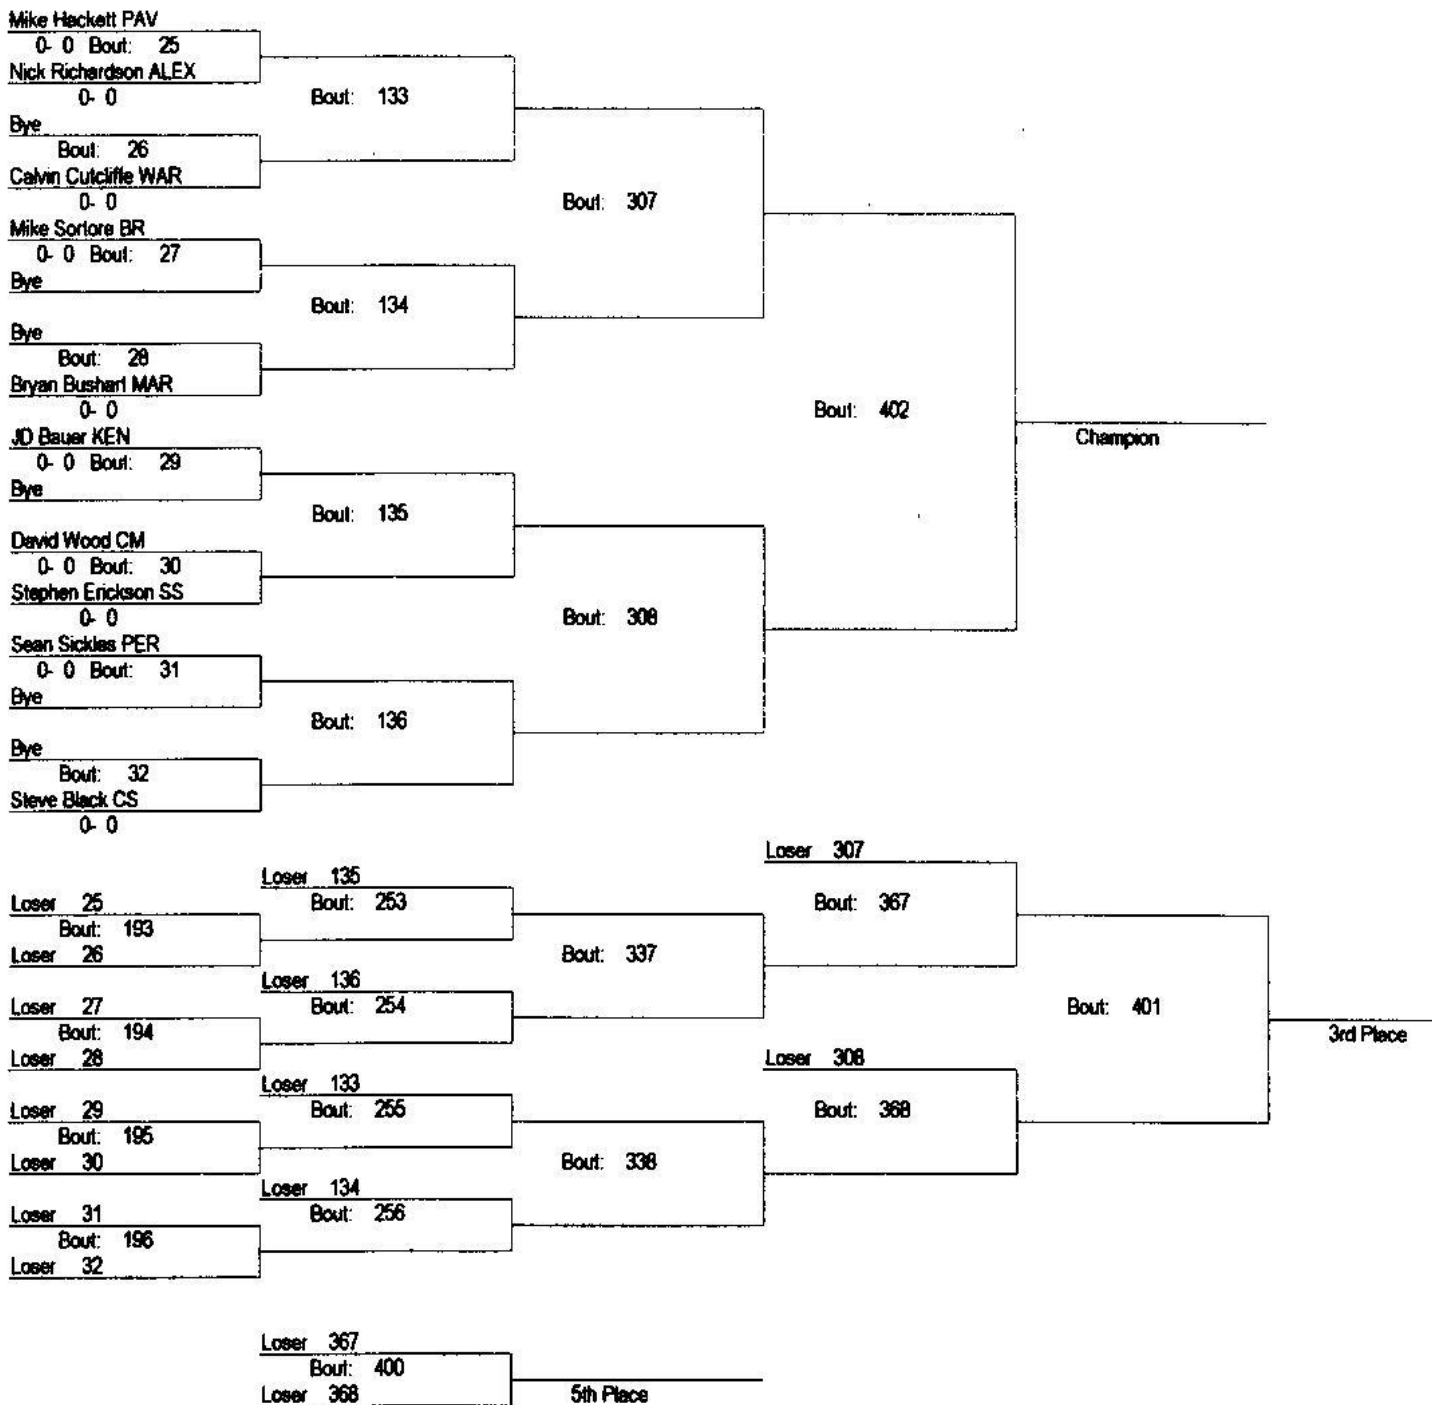 Mike Hackett PAV
0- 0 Bout: 25
Nick Richardson ALEX
0- 0
Bout: 133
Bye
Bout: 26
Calvin Cutcliffe WAR
0- 0
Bout: 307
Mike Sortore BR
0- 0 Bout: 27
Bye
Bout: 134
Bye
Bout: 28
Bryan Bushart MAR
0- 0
Bout: 402
JD Bauer KEN
Champion
0- 0 Bout: 29
Bye
Bout: 135
David Wood CM
0- 0 Bout: 30
Stephen Erickson SS
0- 0
Bout: 308
Sean Sickles PER
0- 0 Bout: 31
Bye
Bout: 136
Bye
Bout: 32
Steve Black CS
0- 0
Loser 307
Loser 135
Loser 25
Bout: 253
Bout: 367
Bout: 193
Loser 26
Bout: 337
Loser 136
Loser 27
Bout: 254
Bout: 401
Bout: 194
3rd Place
Loser 28
Loser 308
Loser 133
Loser 29
Bout: 255
Bout: 368
Bout: 195
Loser 30
Bout: 338
Loser 134
Loser 31
Bout: 256
Bout: 196
Loser 32
Loser 367
Bout: 400
Loser 368
5th Place